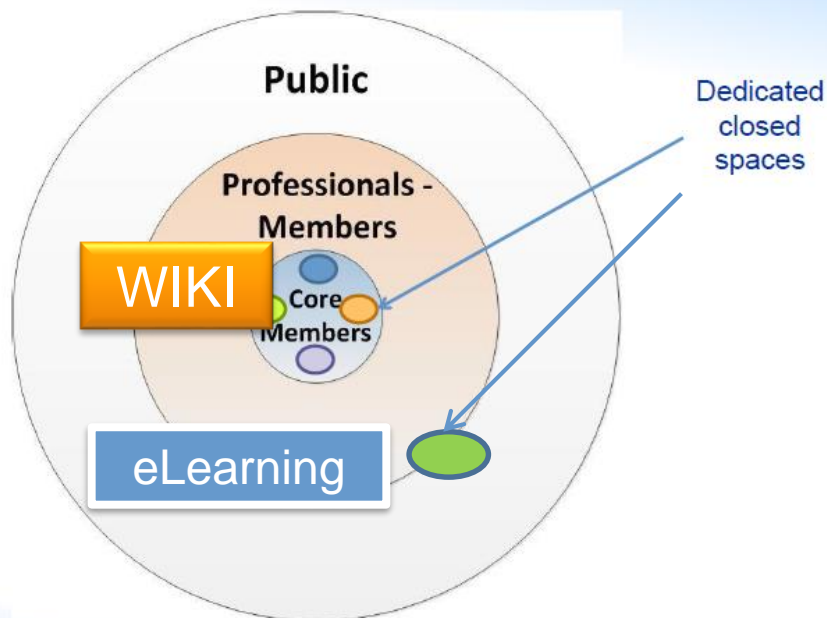 Public
Dedicated
closed
spaces
Professionals -
Members
WIKI
Core
Members
eLearning